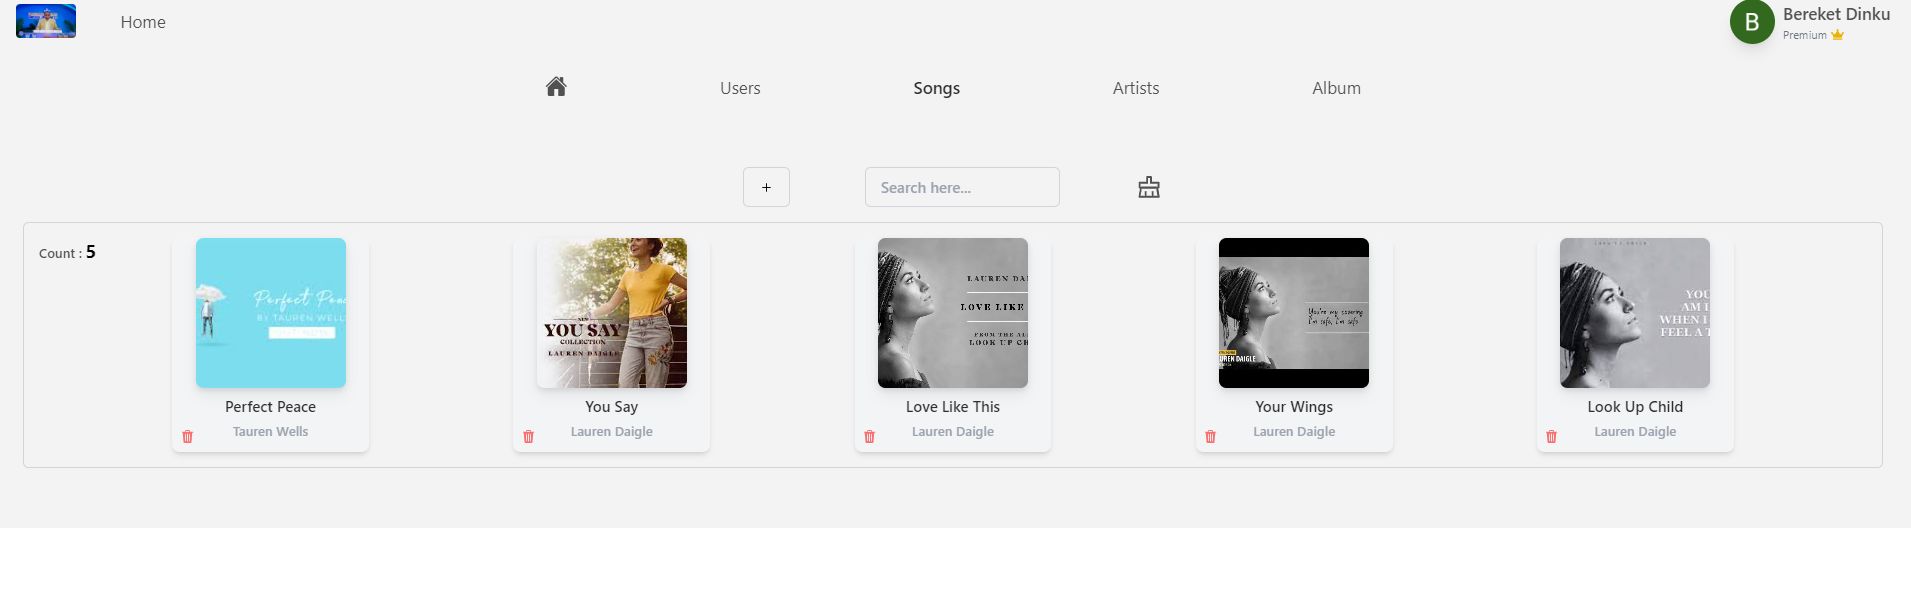 Home
B
Bereket Dinku
Premium
Users
Songs
Artists
Album
+
Search here...
Count : 5
Perfect
BY TAUREN WELLS
Perfect Peace
Tauren Wells
NEW
YOU SAY
COLLECTION
LAUREN DAIGLE
You Say
Lauren Daigle
LAUREN DAI
LOVE LIKE
FROM THE AL
LOOK UP CH
Love Like This
Lauren Daigle
You're my covering
I'm safe, I'm safe
UREN DAIGLE
Your Wings
Lauren Daigle
YOU
AM I
WHEN I
FEEL A
Look Up Child
Lauren Daigle